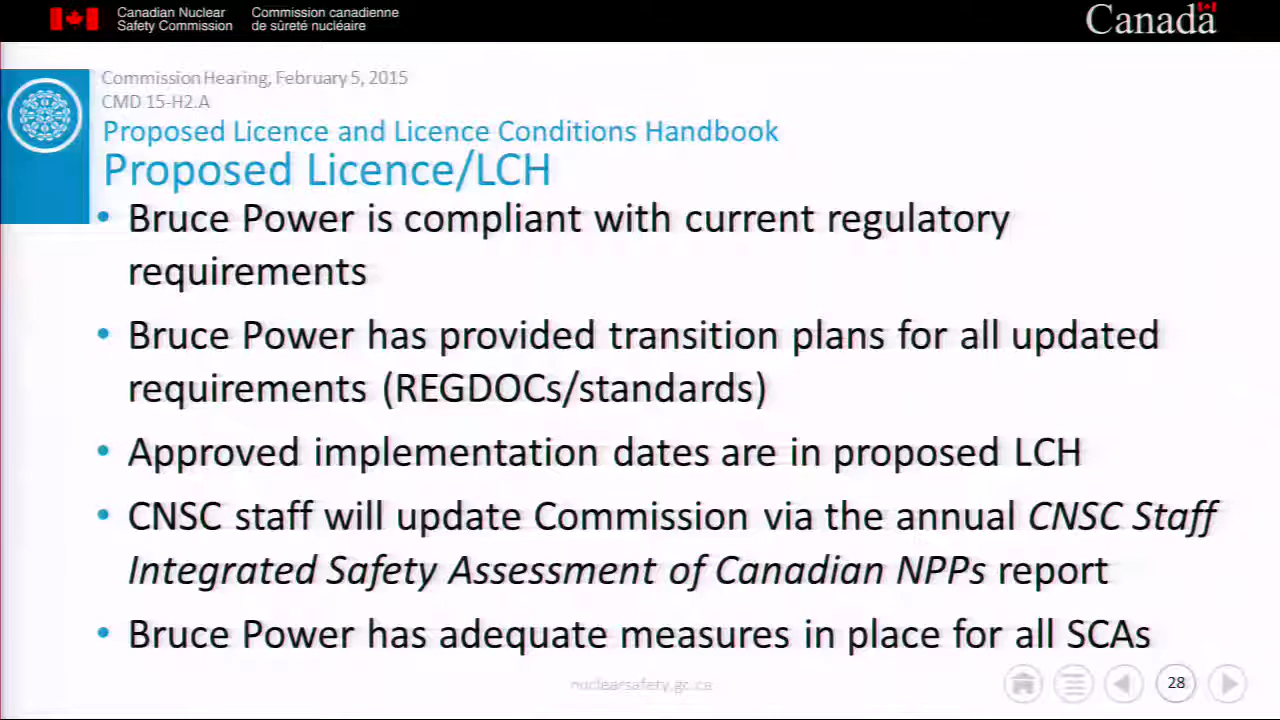 Canadian Nuclear
Safety Commission
Commission canadienne
de sûreté nucléaire
Canada
Commission Hearing, February 5, 2015
CMD 15-H2.A
Proposed Licence and Licence Conditions Handbook
Proposed Licence/LCH
• Bruce Power is compliant with current regulatory
requirements
• Bruce Power has provided transition plans for all updated
requirements (REGDOCs/standards)
• Approved implementation dates are in proposed LCH
• CNSC staff will update Commission via the annual CNSC Staff
Integrated Safety Assessment of Canadian NPPs report
• Bruce Power has adequate measures in place for all SCAs
nuclearsafety.gc.ca
28